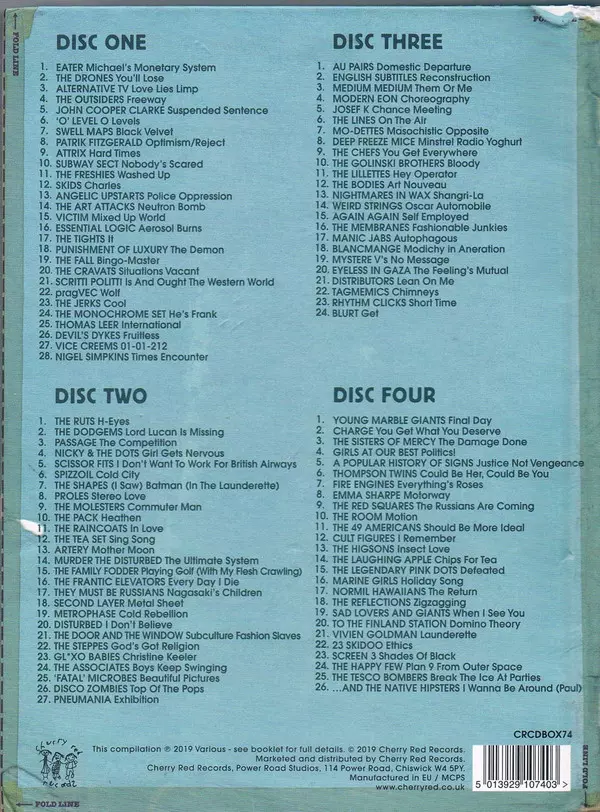 FOLD LINE
FOLD LINE
DISC ONE
1. EATER Michael's Monetary System
2. THE DRONES You'll Lose
3. ALTERNATIVE TV Love Lies Limp
4. THE OUTSIDERS Freeway
5. JOHN COOPER CLARKE Suspended Sentence
6. 'O' LEVEL O Levels
7. SWELL MAPS Black Velvet
8. PATRIK FITZGERALD Optimism/Reject
9. ATTRIX Hard Times
10. SUBWAY SECT Nobody's Scared
11. THE FRESHIES Washed Up
12. SKIDS Charles
13. ANGELIC UPSTARTS Police Oppression
14. THE ART ATTACKS Neutron Bomb
15. VICTIM Mixed Up World
16. ESSENTIAL LOGIC Aerosol Burns
17. THE TIGHTS It
18. PUNISHMENT OF LUXURY The Demon
19. THE FALL Bingo-Master
20. THE CRAVATS Situations Vacant
21. SCRITTI POLITTI Is And Ought The Western World
22. pragVEC Wolf
23. THE JERKS Cool
24. THE MONOCHROME SET He's Frank
25. THOMAS LEER International
26. DEVIL'S DYKES Fruitless
27. VICE CREEMS 01-01-212
28. NIGEL SIMPKINS Times Encounter
DISC TWO
1. THE RUTS H-Eyes
2. THE DODGEMS Lord Lucan Is Missing
3. PASSAGE The Competition
4. NICKY & THE DOTS Girl Gets Nervous
5. SCISSOR FITS I Don't Want To Work For British Airways
6. SPIZZOIL Cold City
7. THE SHAPES (I Saw) Batman (In The Launderette)
8. PROLES Stereo Love
9. THE MOLESTERS Commuter Man
10. THE PACK Heathen
11. THE RAINCOATS In Love
12. THE TEA SET Sing Song
13. ARTERY Mother Moon
14. MURDER THE DISTURBED The Ultimate System
15. THE FAMILY FODDER Playing Golf (With My Flesh Crawling)
16. THE FRANTIC ELEVATORS Every Day I Die
17. THEY MUST BE RUSSIANS Nagasaki's Children
18. SECOND LAYER Metal Sheet
19. METROPHASE Cold Rebellion
20. DISTURBED I Don't Believe
21. THE DOOR AND THE WINDOW Subculture Fashion Slaves
22. THE STEPPES God's Got Religion
23. GL*XO BABIES Christine Keeler
24. THE ASSOCIATES Boys Keep Swinging
25. 'FATAL' MICROBES Beautiful Pictures
26. DISCO ZOMBIES Top Of The Pops
27. PNEUMANIA Exhibition
DISC THREE
1. AU PAIRS Domestic Departure
2. ENGLISH SUBTITLES Reconstruction
3. MEDIUM MEDIUM Them Or Me
4. MODERN EON Choreography
5. JOSEF K Chance Meeting
6. THE LINES On The Air
7. MO-DETTES Masochistic Opposite
8. DEEP FREEZE MICE Minstrel Radio Yoghurt
9. THE CHEFS You Get Everywhere
10. THE GOLINSKI BROTHERS Bloody
11. THE LILLETTES Hey Operator
12. THE BODIES Art Nouveau
13. NIGHTMARES IN WAX Shangri-La
14. WEIRD STRINGS Oscar Automobile
15. AGAIN AGAIN Self Employed
16. THE MEMBRANES Fashionable Junkies
17. MANIC JABS Autophagous
18. BLANCMANGE Modichy in Aneration
19. MYSTERE V's No Message
20. EYELESS IN GAZA The Feeling's Mutual
21. DISTRIBUTORS Lean On Me
22. TAGMEMICS Chimneys
23. RHYTHM CLICKS Short Time
24. BLURT Get
DISC FOUR
1. YOUNG MARBLE GIANTS Final Day
2. CHARGE You Get What You Deserve
3. THE SISTERS OF MERCY The Damage Done
4. GIRLS AT OUR BEST Politics!
5. A POPULAR HISTORY OF SIGNS Justice Not Vengeance
6. THOMPSON TWINS Could Be Her, Could Be You
7. FIRE ENGINES Everything's Roses
8. EMMA SHARPE Motorway
9. THE RED SQUARES The Russians Are Coming
10. THE ROOM Motion
11. THE 49 AMERICANS Should Be More Ideal
12. CULT FIGURES I Remember
13. THE HIGSONS Insect Love
14. THE LAUGHING APPLE Chips For Tea
15. THE LEGENDARY PINK DOTS Defeated
16. MARINE GIRLS Holiday Song
17. NORMIL HAWAIIANS The Return
18. THE REFLECTIONS Zigzagging
19. SAD LOVERS AND GIANTS When I See You
20. TO THE FINLAND STATION Domino Theory
21. VIVIEN GOLDMAN Launderette
22. 23 SKIDOO Ethics
23. SCREEN 3 Shades Of Black
24. THE HAPPY FEW Plan 9 From Outer Space
25. THE TESCO BOMBERS Break The Ice At Parties
26. ...AND THE NATIVE HIPSTERS I Wanna Be Around (Paul)
CRCDBOX74
Cherry red
records
This compilation ℗ 2019 Various - see booklet for full details. © 2019 Cherry Red Records.
Marketed and distributed by Cherry Red Records.
Cherry Red Records, Power Road Studios, 114 Power Road, Chiswick W4 5PY.
Manufactured in EU / MCPS
www.cherryred.co.uk
5 013929 107403 >
FOLD LINE
FOLD LINE